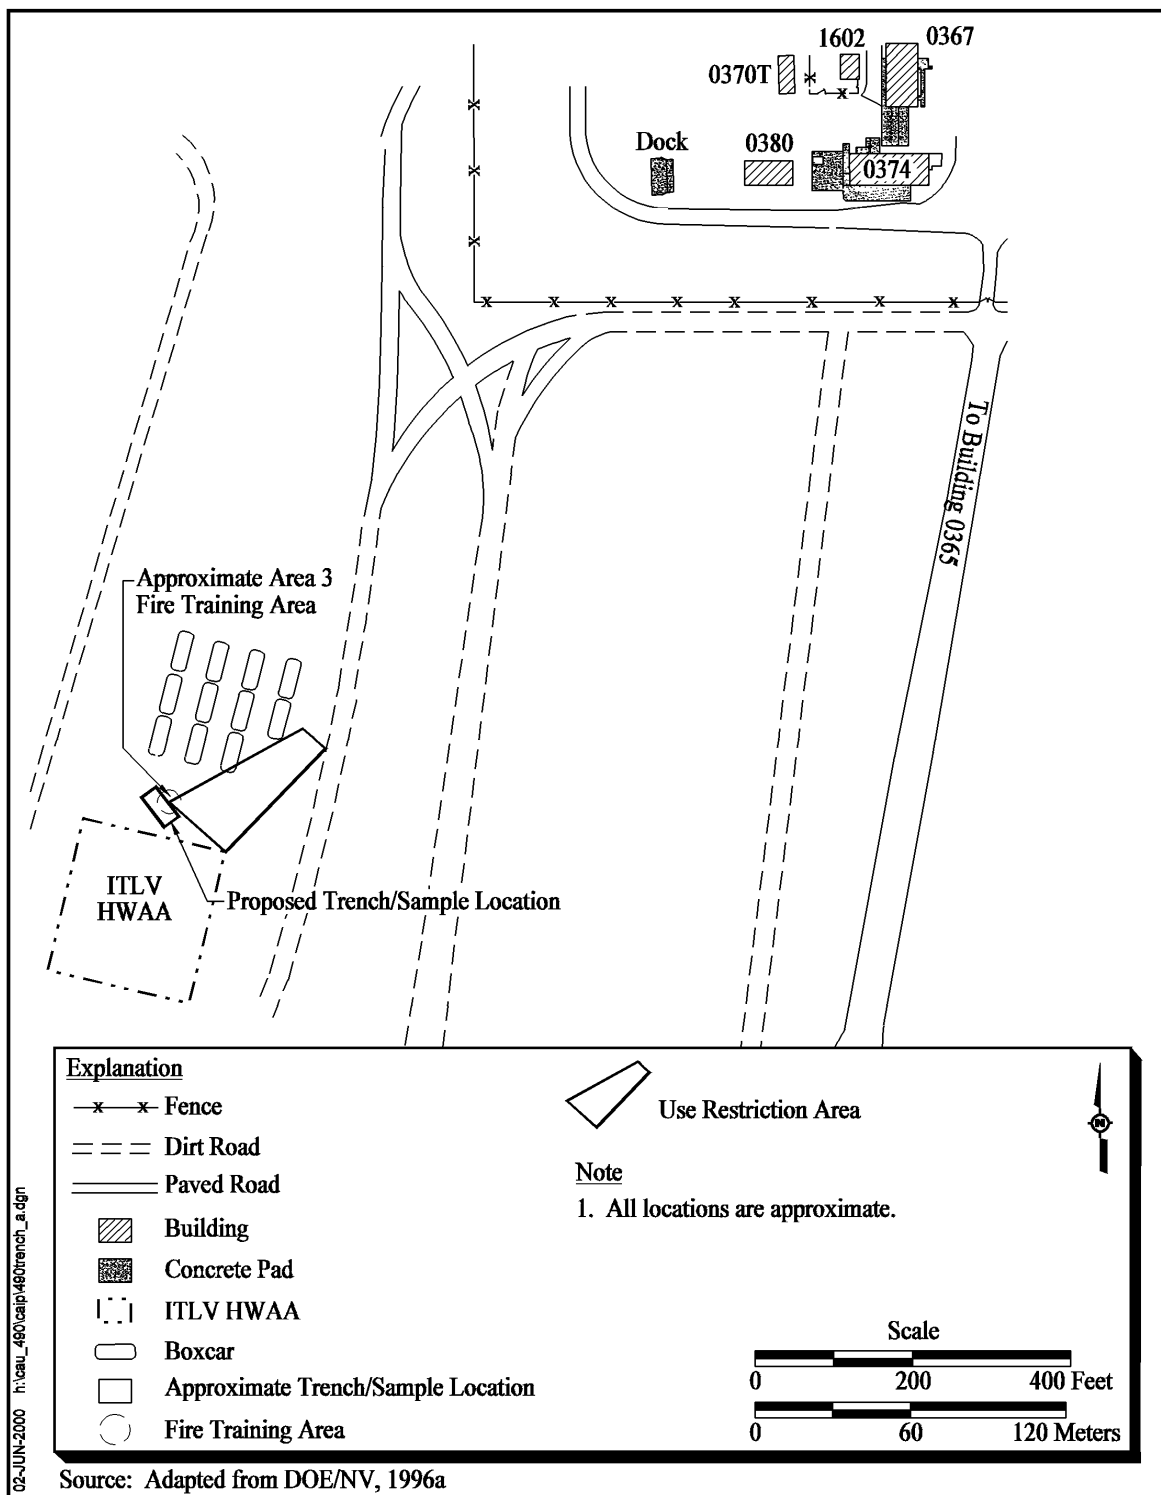 1602
0367
0370T
Dock
0380
0374
To Building 0365
Approximate Area 3
Fire Training Area
ITLV
HWAA
Proposed Trench/Sample Location
Explanation
x x Fence
Dirt Road
Paved Road
Building
Concrete Pad
ITLV HWAA
Boxcar
Approximate Trench/Sample Location
Fire Training Area
Use Restriction Area
Note
1. All locations are approximate.
N
Scale
0 200 400 Feet
0 60 120 Meters
02-JUN-2000 h:\cau_490\caip\490trench_a.dgn
Source: Adapted from DOE/NV, 1996a